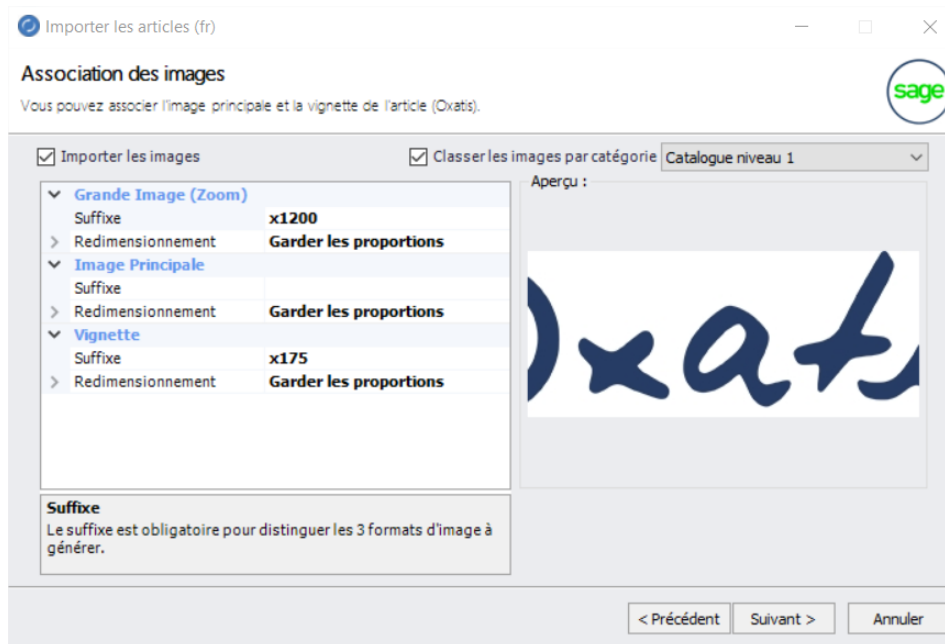 Importer les articles (fr)
Association des images
Vous pouvez associer l'image principale et la vignette de l'article (Oxatis).
sage
Importer les images
Classer les images par catégorie Catalogue niveau 1
Grande Image (Zoom)
Suffixe x1200
Redimensionnement Garder les proportions
Image Principale
Suffixe
Redimensionnement Garder les proportions
Vignette
Suffixe x175
Redimensionnement Garder les proportions
Aperçu :
Oxatis
Suffixe
Le suffixe est obligatoire pour distinguer les 3 formats d'image à
générer.
< Précédent Suivant > Annuler